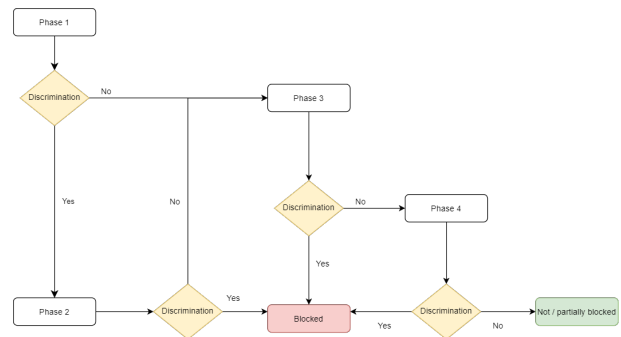 Phase 1
Discrimination
No
Phase 3
Yes
No
Discrimination
No
Phase 4
Yes
Phase 2
Discrimination
Yes
Blocked
Yes
Discrimination
No
Not / partially blocked